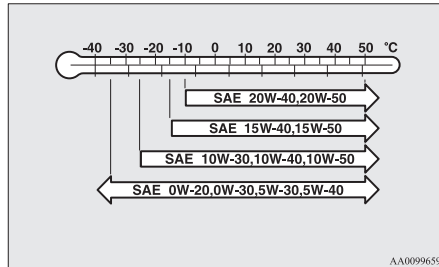 -40 -30 -20 -10 0 10 20 30 40 50 °C
SAE 20W-40,20W-50
SAE 15W-40,15W-50
SAE 10W-30,10W-40,10W-50
SAE 0W-20,0W-30,5W-30,5W-40
AA0099659